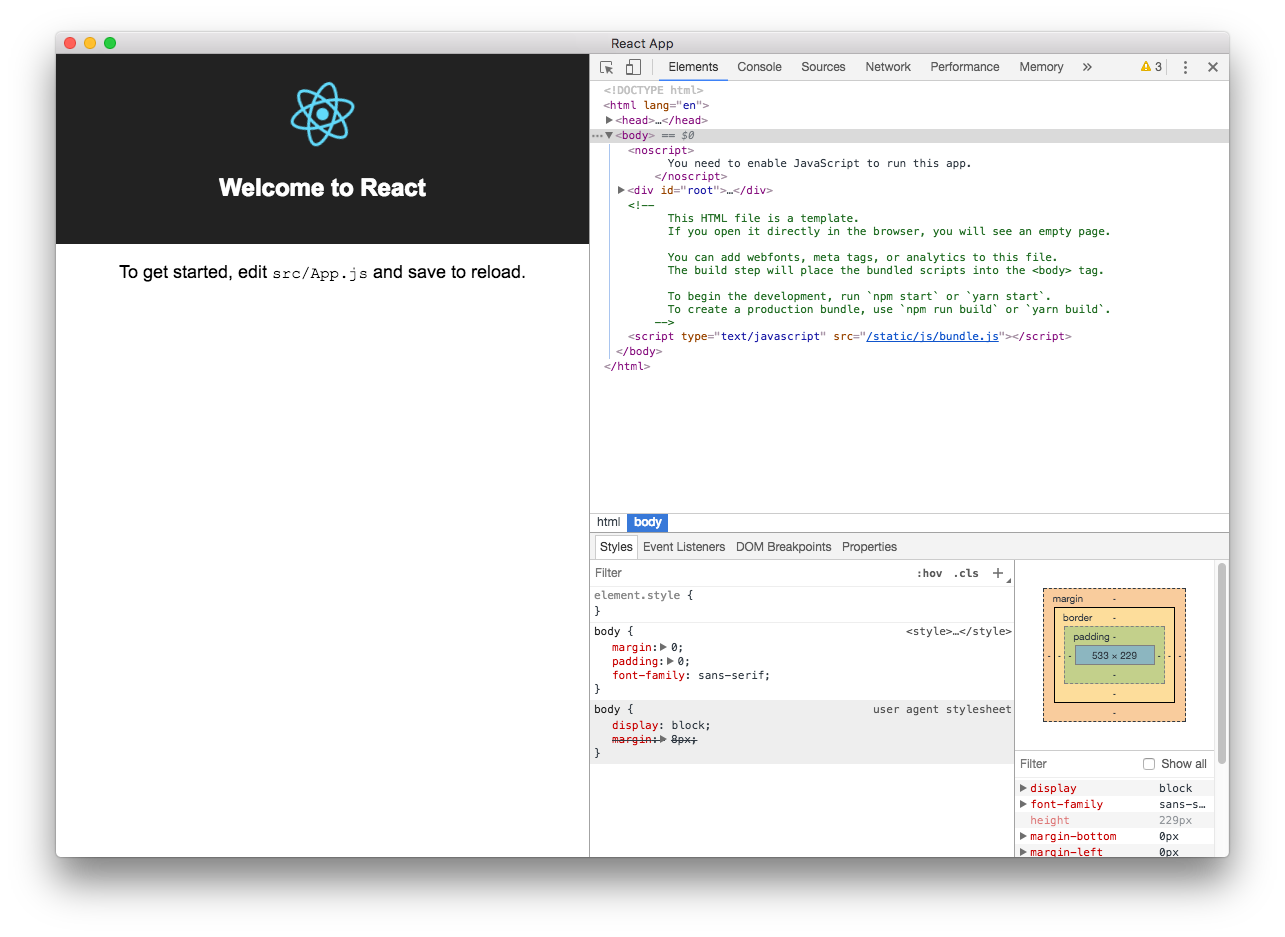 React App
Welcome to React
To get started, edit src/App.js and save to reload.
Elements Console Sources Network Performance Memory » 3
<!DOCTYPE html>
<html lang="en">
<head>…</head>
<body> == $0
<noscript>
You need to enable JavaScript to run this app.
</noscript>
<div id="root">…</div>
<!--
This HTML file is a template.
If you open it directly in the browser, you will see an empty page.
You can add webfonts, meta tags, or analytics to this file.
The build step will place the bundled scripts into the <body> tag.
To begin the development, run `npm start` or `yarn start`.
To create a production bundle, use `npm run build` or `yarn build`.
-->
<script type="text/javascript" src="/static/js/bundle.js"></script>
</body>
</html>
html body
Styles Event Listeners DOM Breakpoints Properties
Filter :hov .cls +
element.style {
}
body { <style>…</style>
margin: 0;
padding: 0;
font-family: sans-serif;
}
body { user agent stylesheet
display: block;
margin: 8px;
}
margin -
border -
padding -
- - - 533 × 229 - - -
-
-
-
Filter Show all
display block
font-family sans-s…
height 229px
margin-bottom 0px
margin-left 0px